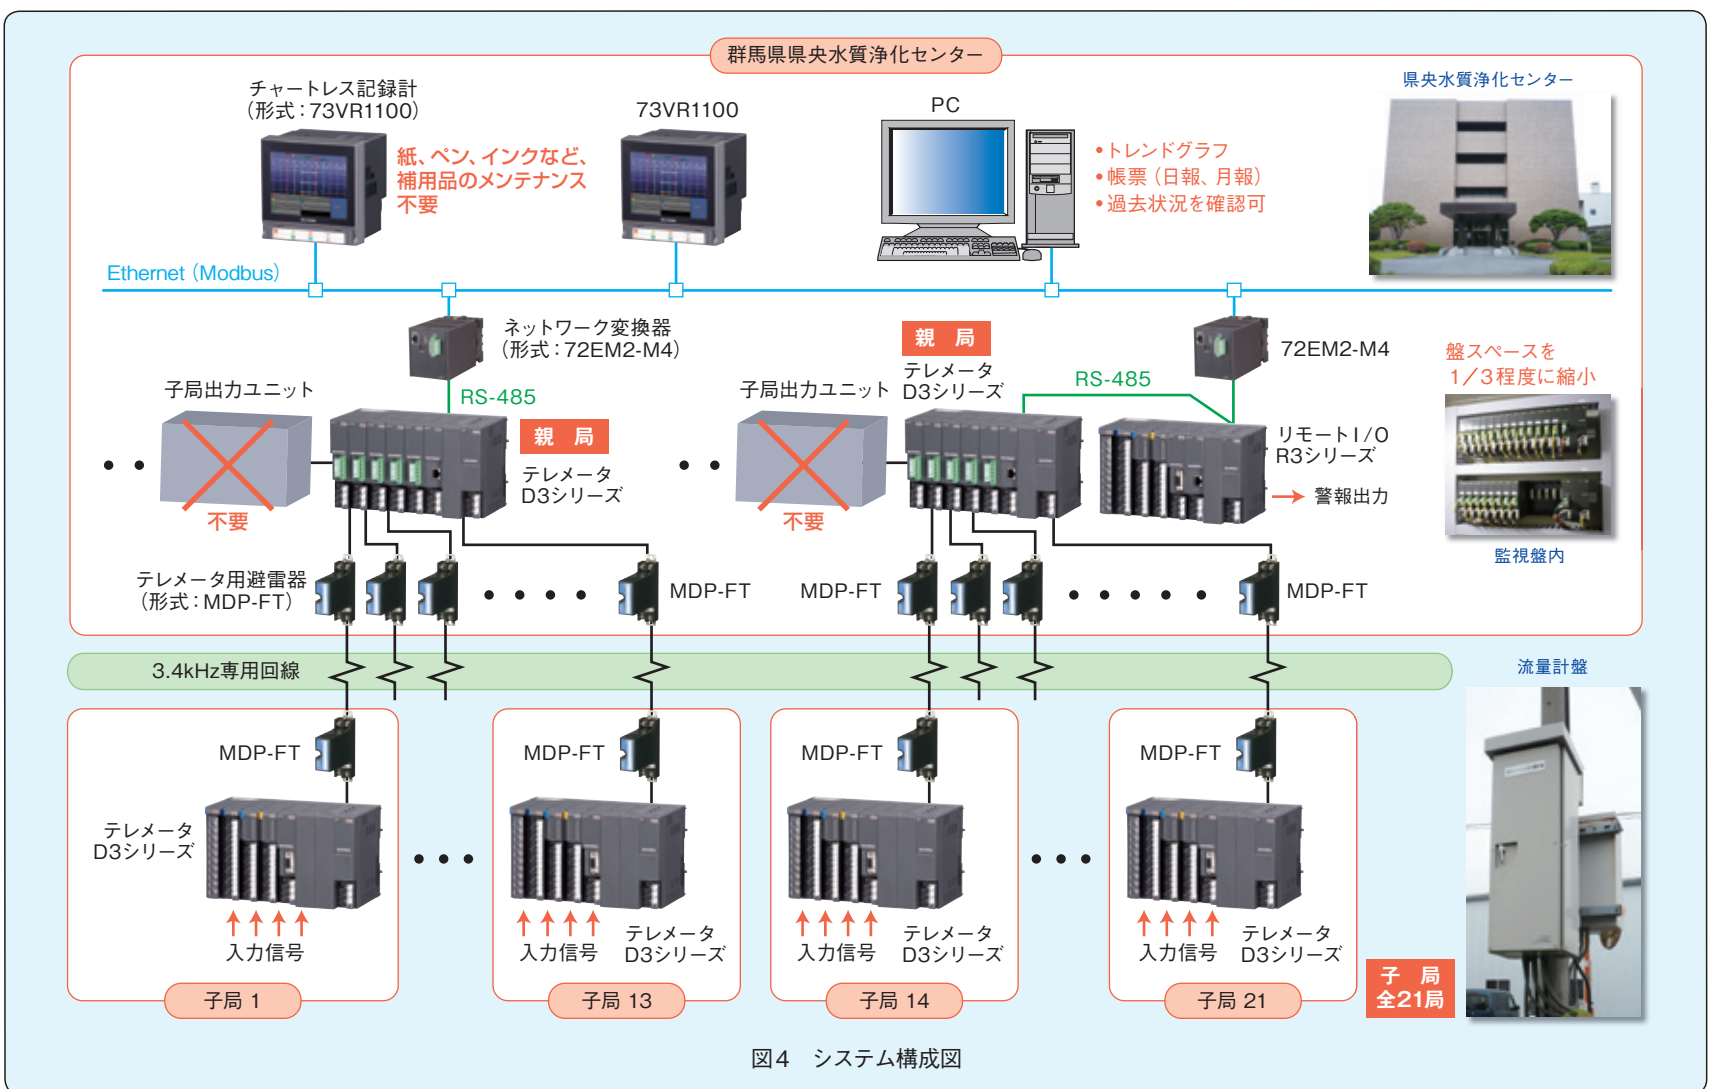 群馬県県央水質浄化センター
チャートレス記録計
（形式：73VR1100）
紙、ペン、インクなど、
補用品のメンテナンス
不要
73VR1100
PC
•トレンドグラフ
•帳票（日報、月報）
•過去状況を確認可
県央水質浄化センター
Ethernet（Modbus）
ネットワーク変換器
（形式：72EM2-M4）
RS-485
子局出力ユニット
不要
親　局
テレメータ
D3シリーズ
子局出力ユニット
不要
親　局
テレメータ
D3シリーズ
RS-485
72EM2-M4
リモートI/O
R3シリーズ
警報出力
盤スペースを
1／3程度に縮小
監視盤内
テレメータ用避雷器
（形式：MDP-FT）
MDP-FT
MDP-FT
MDP-FT
3.4kHz専用回線
流量計盤
MDP-FT
テレメータ
D3シリーズ
入力信号
子局 1
MDP-FT
入力信号
テレメータ
D3シリーズ
子局 13
MDP-FT
入力信号
テレメータ
D3シリーズ
子局 14
MDP-FT
入力信号
テレメータ
D3シリーズ
子局 21
子　局
全21局
図4　システム構成図